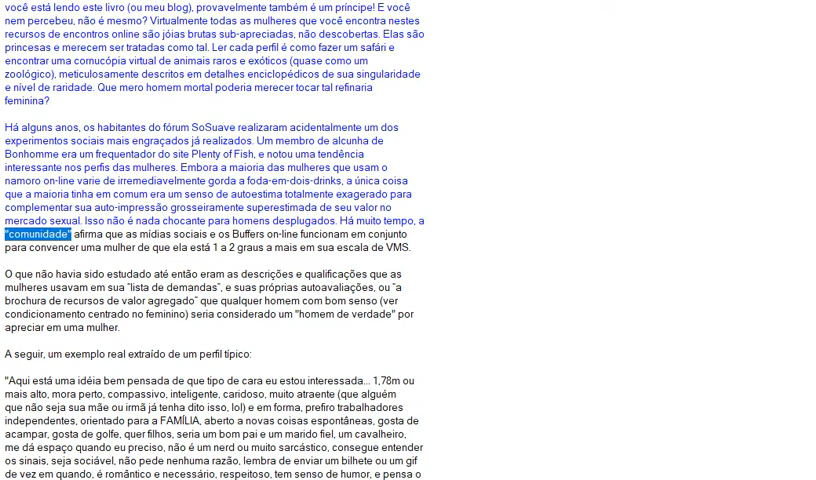 você está lendo este livro (ou meu blog), provavelmente também é um príncipe! E você
nem percebeu, não é mesmo? Virtualmente todas as mulheres que você encontra nestes
recursos de encontros online são jóias brutas sub-apreciadas, não descobertas. Elas são
princesas e merecem ser tratadas como tal. Ler cada perfil é como fazer um safári e
encontrar uma cornucópia virtual de animais raros e exóticos (quase como um
zoológico), meticulosamente descritos em detalhes enciclopédicos de sua singularidade
e nível de raridade. Que mero homem mortal poderia merecer tocar tal refinaria
feminina?
Há alguns anos, os habitantes do fórum SoSuave realizaram acidentalmente um dos
experimentos sociais mais engraçados já realizados. Um membro de alcunha de
Bonhomme era um frequentador do site Plenty of Fish, e notou uma tendência
interessante nos perfis das mulheres. Embora a maioria das mulheres que usam o
namoro on-line varie de irremediavelmente gorda a foda-em-dois-drinks, a única coisa
que a maioria tinha em comum era um senso de autoestima totalmente exagerado para
complementar sua auto-impressão grosseiramente superestimada de seu valor no
mercado sexual. Isso não é nada chocante para homens desplugados. Há muito tempo, a
"comunidade" afirma que as mídias sociais e os Buffers on-line funcionam em conjunto
para convencer uma mulher de que ela está 1 a 2 graus a mais em sua escala de VMS.
O que não havia sido estudado até então eram as descrições e qualificações que as
mulheres usavam em sua "lista de demandas", e suas próprias autoavaliações, ou "a
brochura de recursos de valor agregado" que qualquer homem com bom senso (ver
condicionamento centrado no feminino) seria considerado um "homem de verdade" por
apreciar em uma mulher.
A seguir, um exemplo real extraído de um perfil típico:
"Aqui está uma idéia bem pensada de que tipo de cara eu estou interessada... 1,78m ou
mais alto, mora perto, compassivo, inteligente, caridoso, muito atraente (que alguém
que não seja sua mãe ou irmã já tenha dito isso, lol) e em forma, prefiro trabalhadores
independentes, orientado para a FAMÍLIA, aberto a novas coisas espontâneas, gosta de
acampar, gosta de golfe, quer filhos, seria um bom pai e um marido fiel, um cavalheiro,
me dá espaço quando eu preciso, não é um nerd ou muito sarcástico, consegue entender
os sinais, seja sociável, não pede nenhuma razão, lembra de enviar um bilhete ou um gif
de vez em quando, é romântico e necessário, respeitoso, tem senso de humor, e pensa o